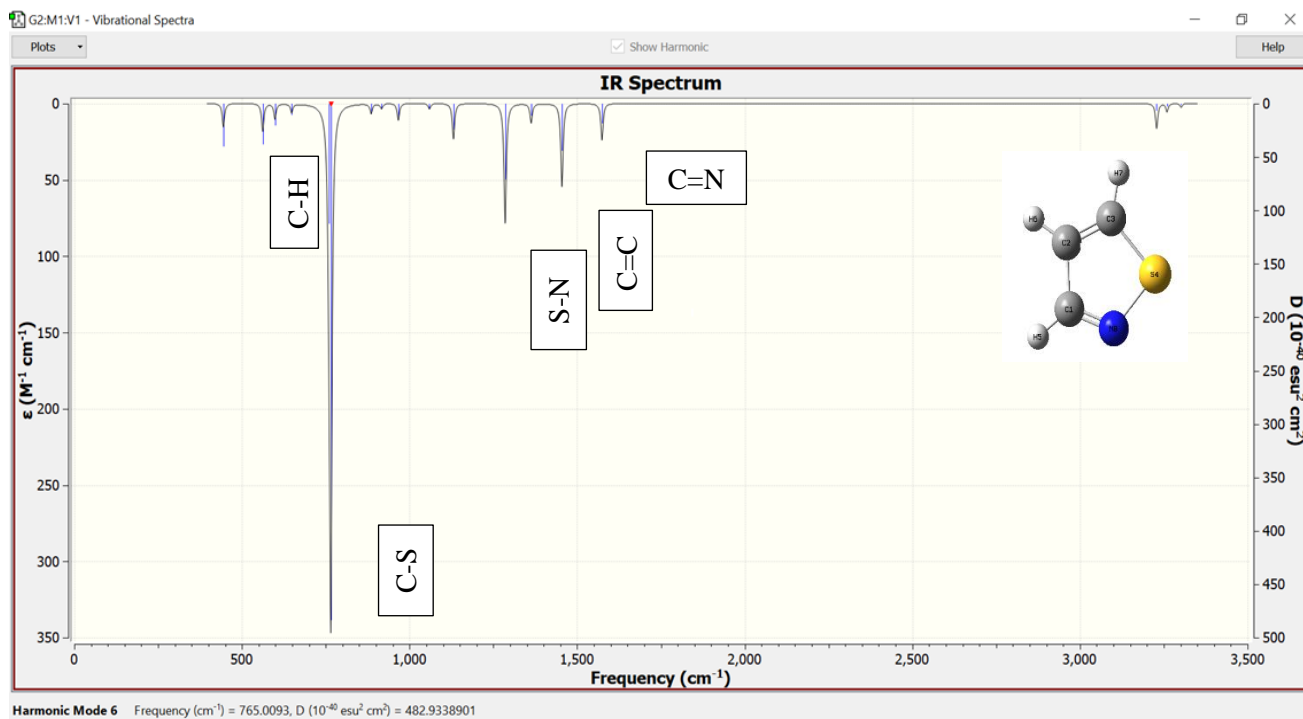 G2:M1:V1 - Vibrational Spectra
Plots
Show Harmonic
Help
IR Spectrum
0
50
100
150
200
250
300
350
ε (M⁻¹ cm⁻¹)
0
50
100
150
200
250
300
350
400
450
500
D (10⁻⁴⁰ esu² cm²)
C-H
C-S
S-N
C=C
C=N
H7
H6
C3
C2
S4
C1
H5
0
500
1,000
1,500
2,000
2,500
3,000
3,500
Frequency (cm⁻¹)
Harmonic Mode 6 Frequency (cm⁻¹) = 765.0093, D (10⁻⁴⁰ esu² cm²) = 482.9338901